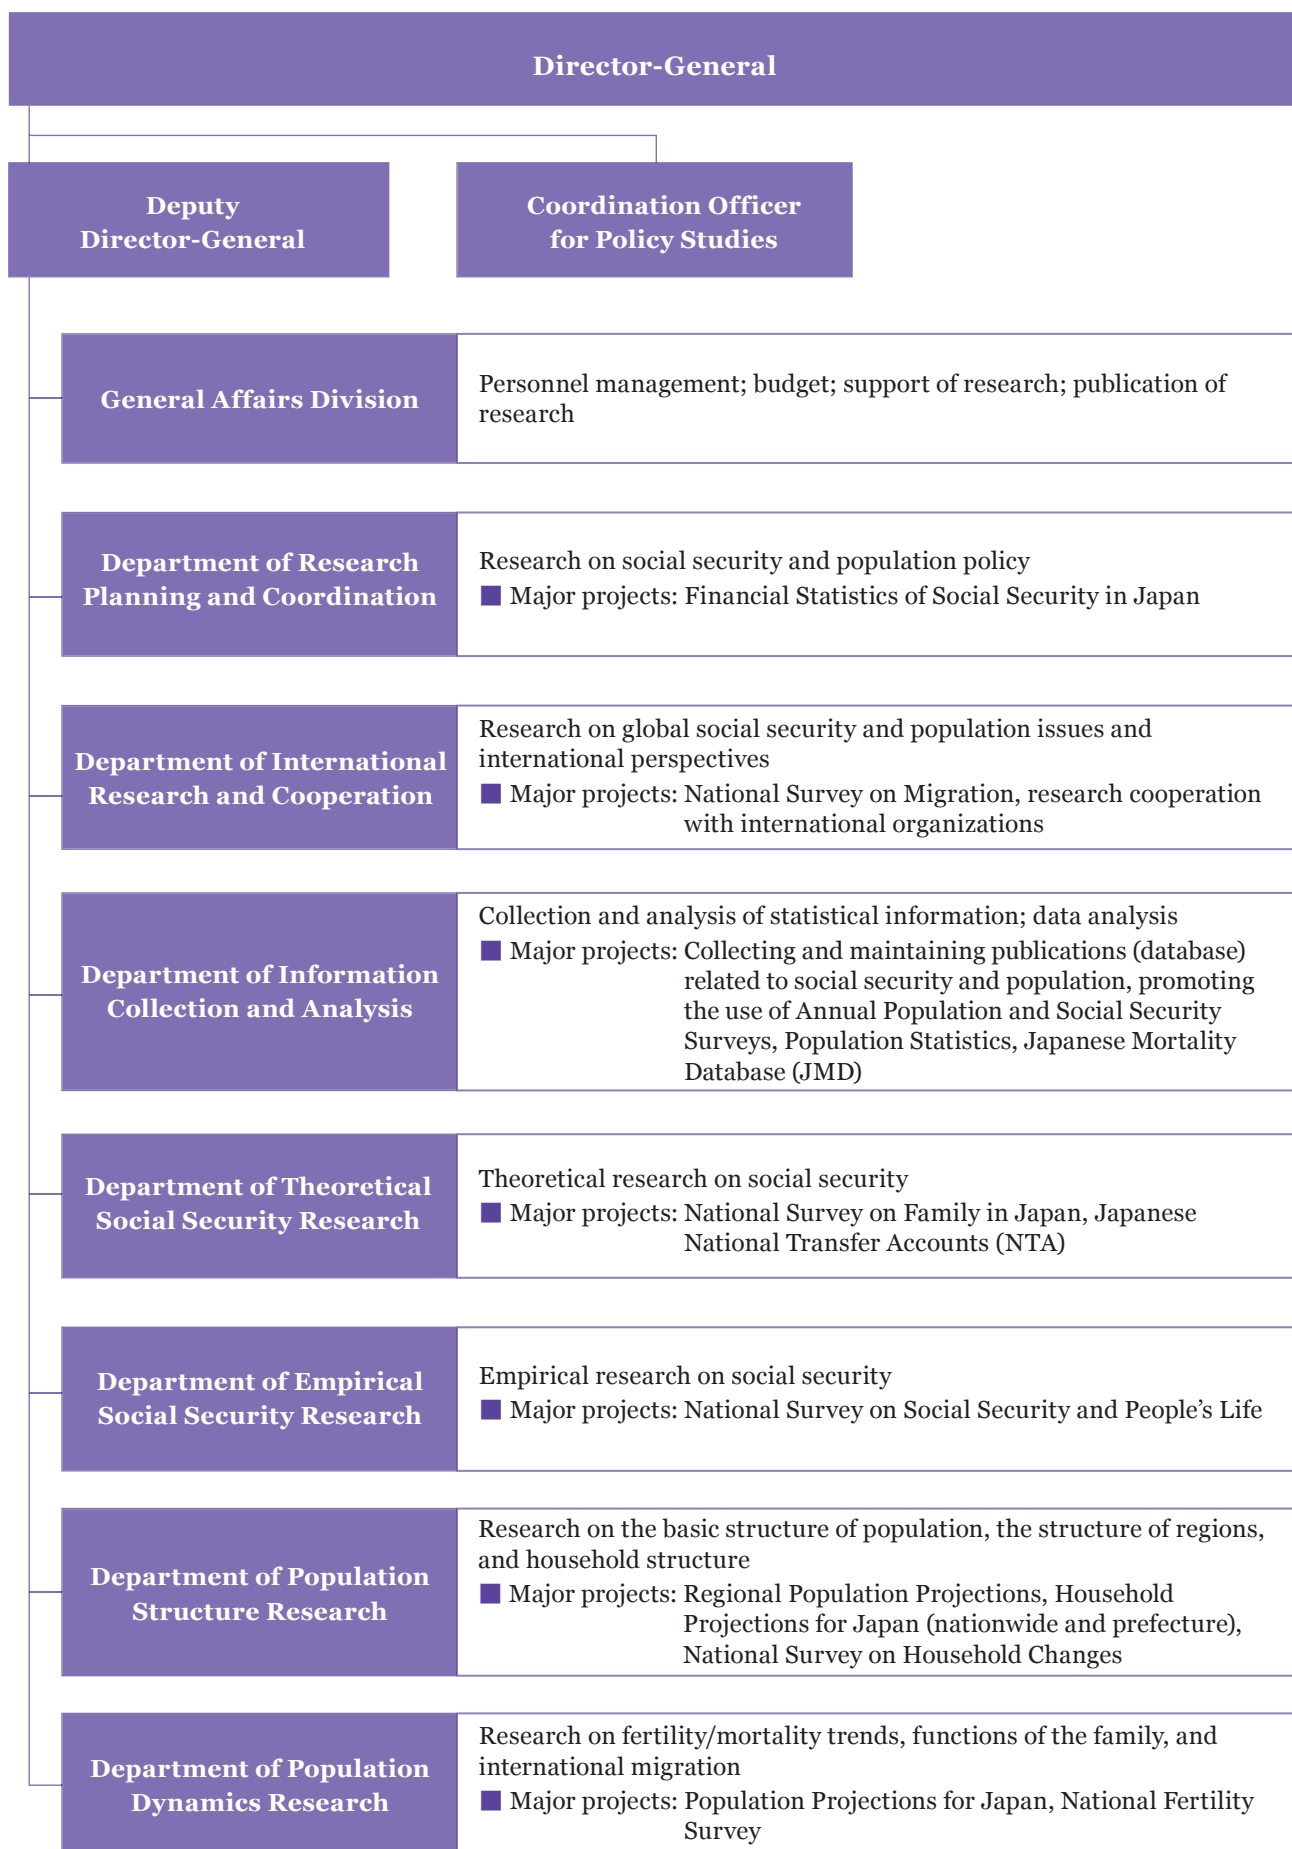 Director-General
Deputy
Director-General
Coordination Officer
for Policy Studies
General Affairs Division
Personnel management; budget; support of research; publication of
research
Department of Research
Planning and Coordination
Research on social security and population policy
■ Major projects: Financial Statistics of Social Security in Japan
Department of International
Research and Cooperation
Research on global social security and population issues and
international perspectives
■ Major projects: National Survey on Migration, research cooperation
with international organizations
Department of Information
Collection and Analysis
Collection and analysis of statistical information; data analysis
■ Major projects: Collecting and maintaining publications (database)
related to social security and population, promoting
the use of Annual Population and Social Security
Surveys, Population Statistics, Japanese Mortality
Database (JMD)
Department of Theoretical
Social Security Research
Theoretical research on social security
■ Major projects: National Survey on Family in Japan, Japanese
National Transfer Accounts (NTA)
Department of Empirical
Social Security Research
Empirical research on social security
■ Major projects: National Survey on Social Security and People’s Life
Department of Population
Structure Research
Research on the basic structure of population, the structure of regions,
and household structure
■ Major projects: Regional Population Projections, Household
Projections for Japan (nationwide and prefecture),
National Survey on Household Changes
Department of Population
Dynamics Research
Research on fertility/mortality trends, functions of the family, and
international migration
■ Major projects: Population Projections for Japan, National Fertility
Survey